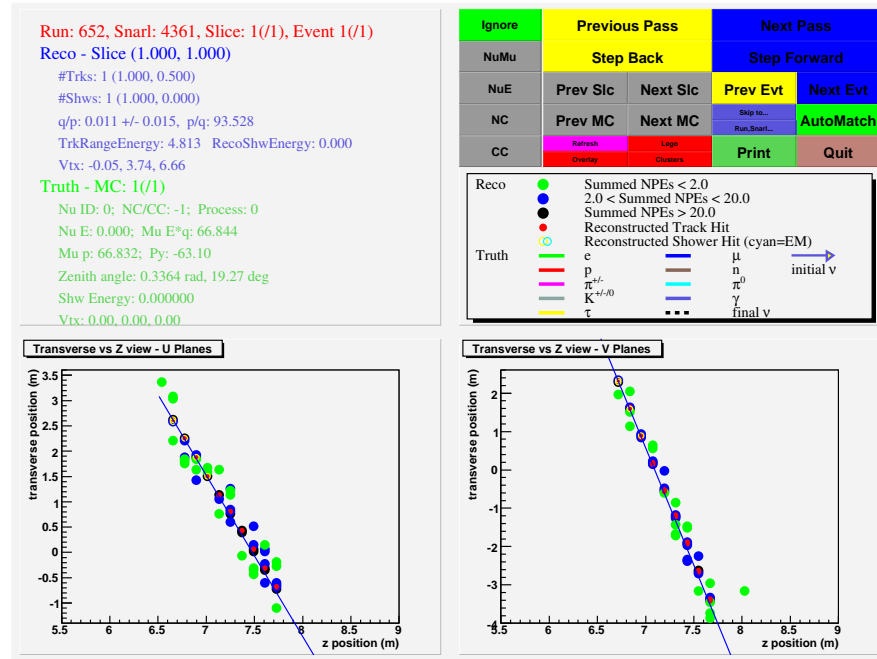 Run: 652, Snarl: 4361, Slice: 1(/1), Event 1(/1)
Reco - Slice (1.000, 1.000)
#Trks: 1 (1.000, 0.500)
#Shws: 1 (1.000, 0.000)
q/p: 0.011 +/- 0.015, p/q: 93.528
TrkRangeEnergy: 4.813 RecoShwEnergy: 0.000
Vtx: -0.05, 3.74, 6.66
Truth - MC: 1(/1)
Nu ID: 0; NC/CC: -1; Process: 0
Nu E: 0.000; Mu E*q: 66.844
Mu p: 66.832; Py: -63.10
Zenith angle: 0.3364 rad, 19.27 deg
Shw Energy: 0.000000
Vtx: 0.00, 0.00, 0.00
Ignore Previous Pass Next Pass
NuMu Step Back Step Forward
NuE Prev Slc Next Slc Prev Evt Next Evt
NC Prev MC Next MC Skip to... Run,Snarl... AutoMatch
CC Refresh Overlay Lego Clusters Print Quit
Reco Summed NPEs < 2.0
2.0 < Summed NPEs < 20.0
Summed NPEs > 20.0
Reconstructed Track Hit
Reconstructed Shower Hit (cyan=EM)
Truth e μ initial ν
p n
π+/- π0
K+/-/0 γ
τ final ν
Transverse vs Z view - U Planes
transverse position (m)
3.5
3
2.5
2
1.5
1
0.5
0
-0.5
-1
5.5 6 6.5 7 7.5 8 8.5 9
z position (m)
Transverse vs Z view - V Planes
transverse position (m)
2
1
0
-1
-2
-3
-4
5.5 6 6.5 7 7.5 8 8.5 9
z position (m)